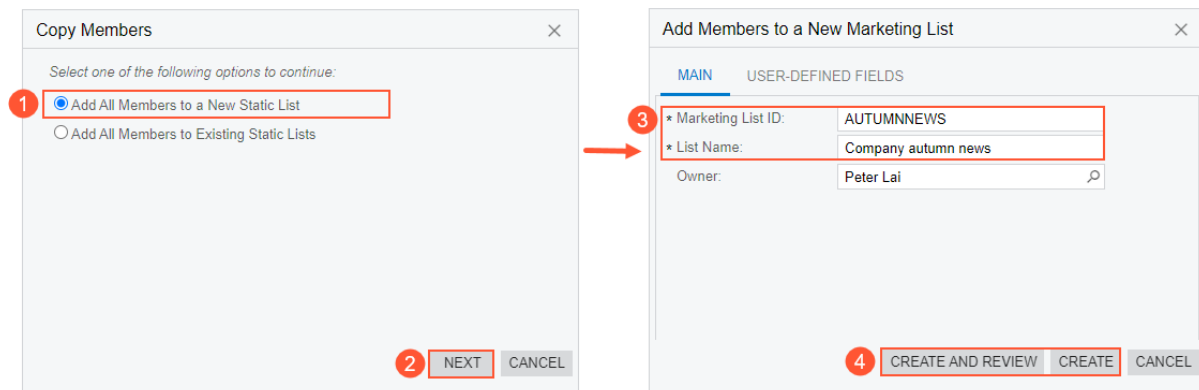 Copy Members
Select one of the following options to continue:
1 Add All Members to a New Static List
Add All Members to Existing Static Lists
2 NEXT CANCEL
Add Members to a New Marketing List
MAIN USER-DEFINED FIELDS
3 * Marketing List ID: AUTUMNNEWS
* List Name: Company autumn news
Owner: Peter Lai
4 CREATE AND REVIEW CREATE CANCEL